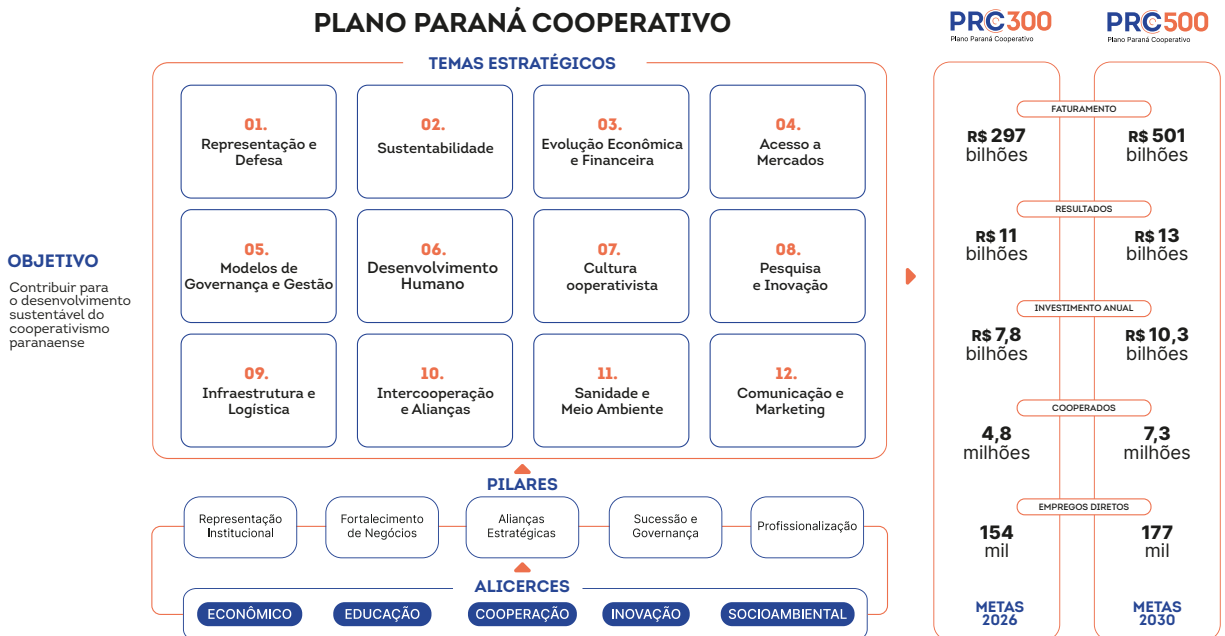 PLANO PARANÁ COOPERATIVO
TEMAS ESTRATÉGICOS
01.
Representação e
Defesa
02.
Sustentabilidade
03.
Evolução Econômica
e Financeira
04.
Acesso a
Mercados
05.
Modelos de
Governança e Gestão
06.
Desenvolvimento
Humano
07.
Cultura
ooperativista
08.
Pesquisa
e Inovação
09.
Infraestrutura e
Logística
10.
Intercooperação
e Alianças
11.
Sanidade e
Meio Ambiente
12.
Comunicação e
Marketing
OBJETIVO
Contribuir para
o desenvolvimento
sustentável do
cooperativismo
paranaense
PILARES
Representação
Institucional
Fortalecimento
de Negócios
Alianças
Estratégicas
Sucessão e
Governança
Profissionalização
ALICERCES
ECONÔMICO
EDUCAÇÃO
COOPERAÇÃO
INOVAÇÃO
SOCIOAMBIENTAL
PRC300
Plano Paraná Cooperativo
PRC500
Plano Paraná Cooperativo
FATURAMENTO
R$ 297
bilhões
R$ 501
bilhões
RESULTADOS
R$ 11
bilhões
R$ 13
bilhões
INVESTIMENTO ANUAL
R$ 7,8
bilhões
R$ 10,3
bilhões
COOPERADOS
4,8
milhões
7,3
milhões
EMPREGOS DIRETOS
154
mil
177
mil
METAS
2026
METAS
2030